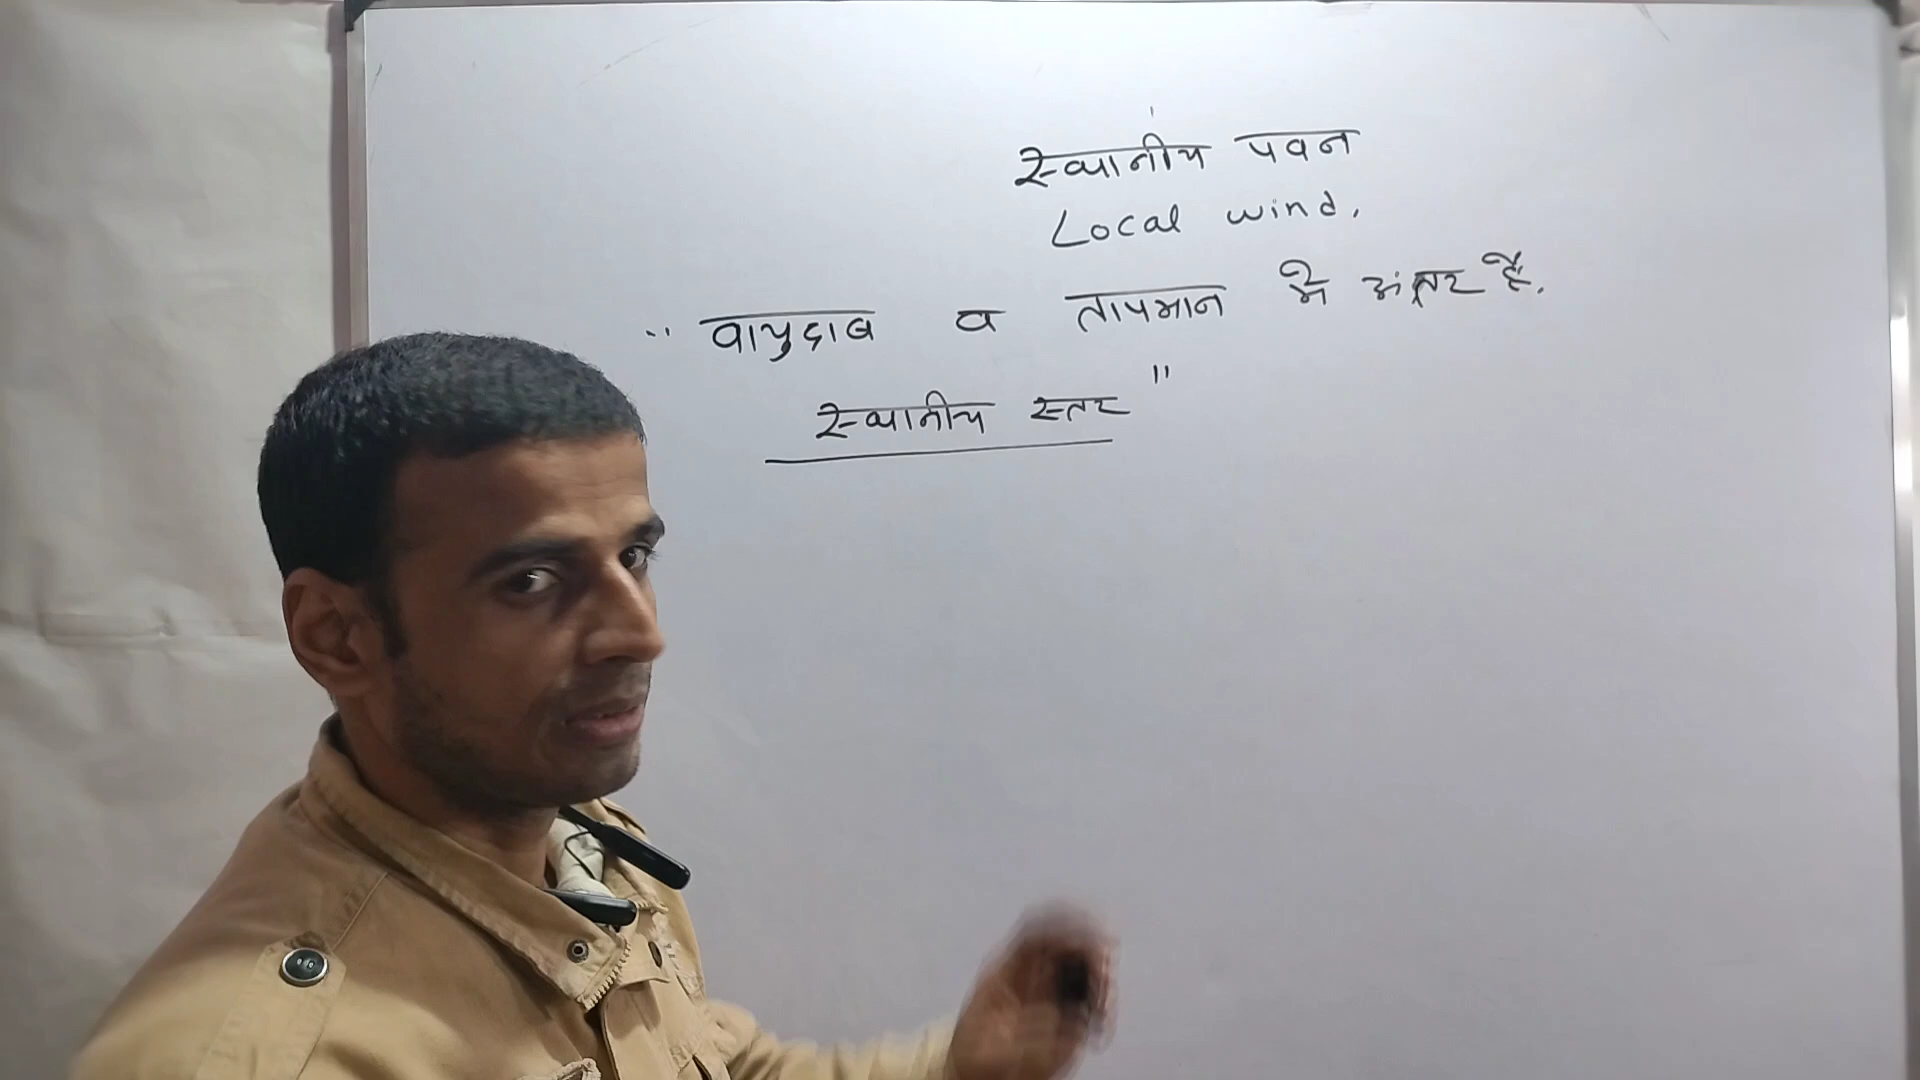 स्थानीय पवन
Local wind.
" वायुदाब व तापमान में अंतर है.
स्थानीय स्तर "